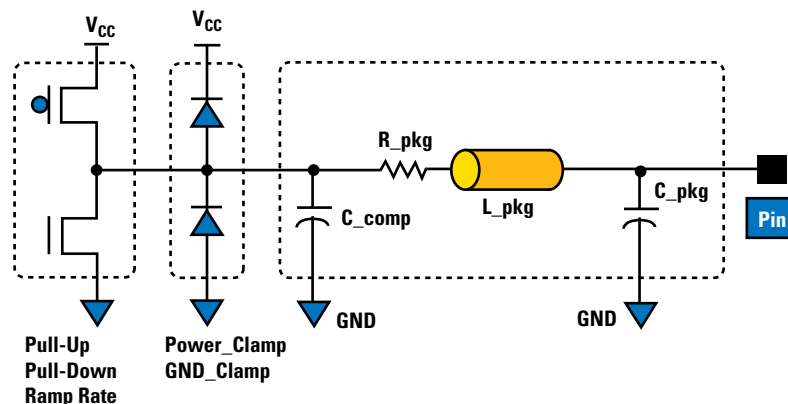 V_CC
V_CC
R_pkg
C_pkg
L_pkg
C_comp
Pin
GND
GND
Pull-Up
Pull-Down
Ramp Rate
Power_Clamp
GND_Clamp